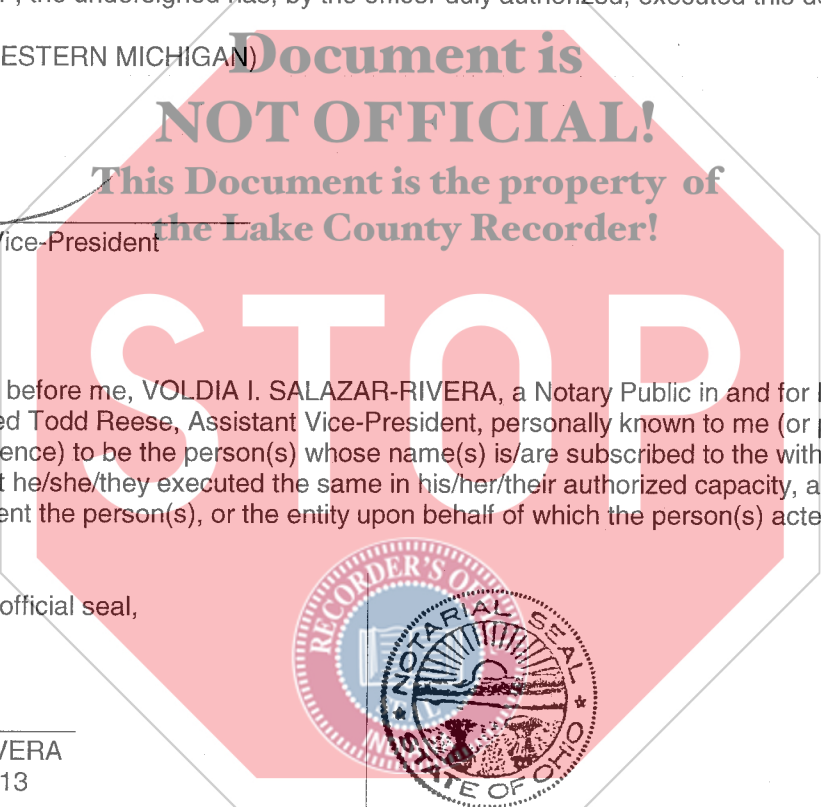 , the undersigned has, by the officer duly authorized, executed this
ESTERN MICHIGAN)
Document is
NOT OFFICIAL!
This Document is the property of
the Lake County Recorder!
Vice-President
STOP
before me, VOLDIA I. SALAZAR-RIVERA, a Notary Public in and for
ed Todd Reese, Assistant Vice-President, personally known to me (or
ence) to be the person(s) whose name(s) is/are subscribed to the with
t he/she/they executed the same in his/her/their authorized capacity, a
ent the person(s), or the entity upon behalf of which the person(s) acte
RECORDER'S
SEAL
official seal,
NOTARIAL SEAL
STATE OF OHIO
VERA
13